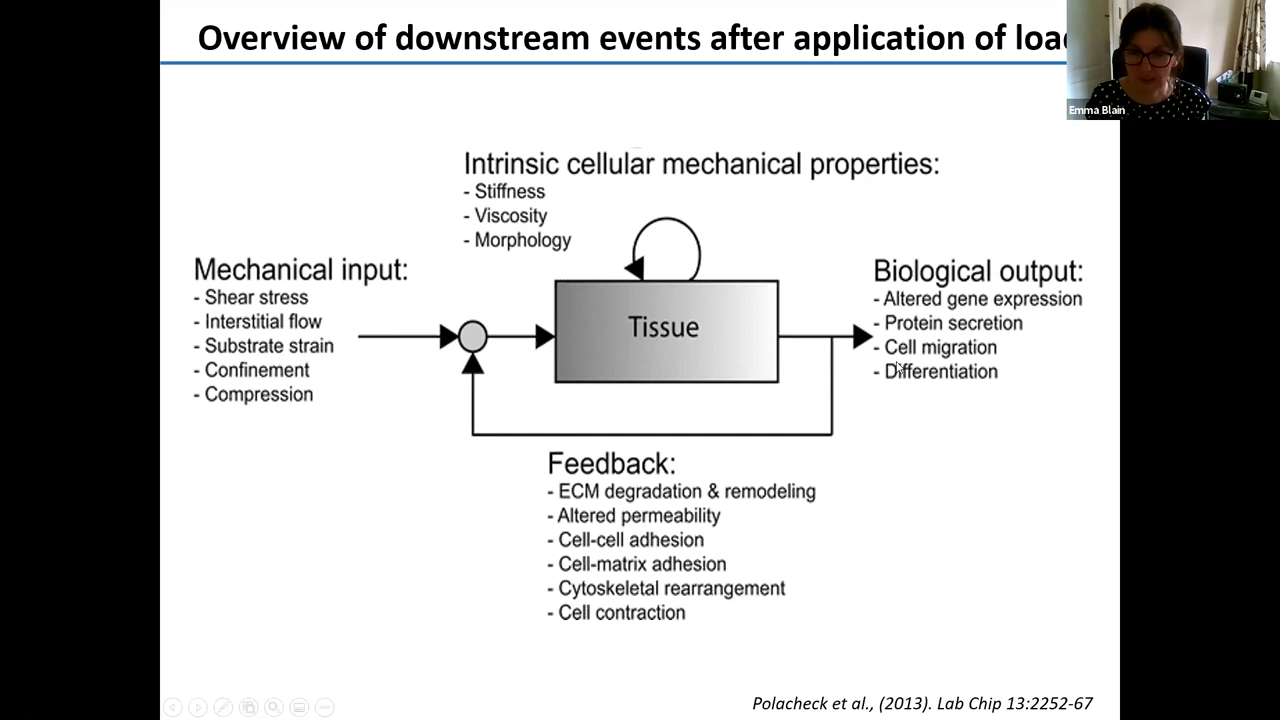 Overview of downstream events after application of loa
Emma Blain
Intrinsic cellular mechanical properties:
- Stiffness
- Viscosity
- Morphology
Mechanical input:
- Shear stress
- Interstitial flow
- Substrate strain
- Confinement
- Compression
Tissue
Biological output:
- Altered gene expression
- Protein secretion
- Cell migration
- Differentiation
Feedback:
- ECM degradation & remodeling
- Altered permeability
- Cell-cell adhesion
- Cell-matrix adhesion
- Cytoskeletal rearrangement
- Cell contraction
Polacheck et al., (2013). Lab Chip 13:2252-67